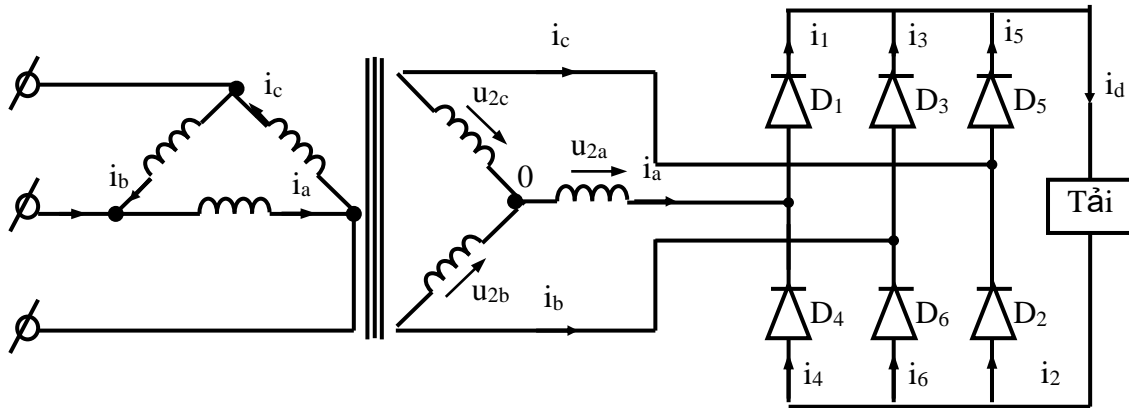 i1 i3 i5
ic
ic
D1 D3 D5
id
u2c
u2a
ib
ia
0
ia
Tải
u2b
ib
D4 D6 D2
i4 i6 i2